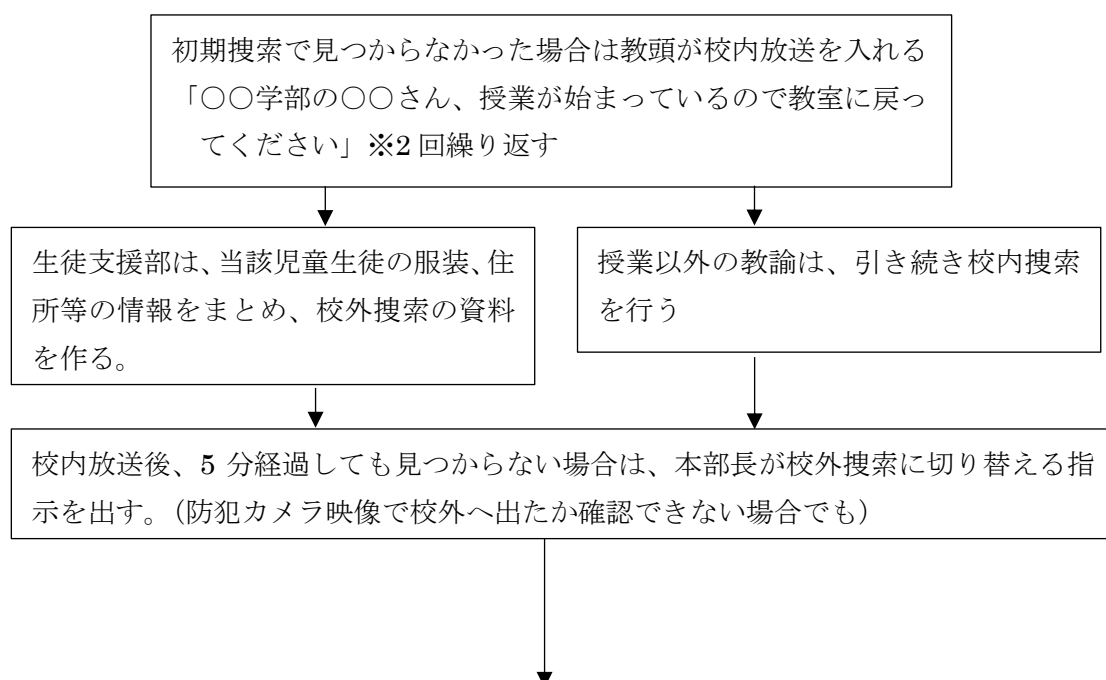 初期捜索で見つからなかった場合は教頭が校内放送を入れる
「〇〇学部の〇〇さん、授業が始まっているので教室に戻っ
てください」※2回繰り返す
生徒支援部は、当該児童生徒の服装、住
所等の情報をまとめ、校外捜索の資料
を作る。
授業以外の教諭は、引き続き校内捜索
を行う
校内放送後、5 分経過しても見つからない場合は、本部長が校外捜索に切り替える指
示を出す。（防犯カメラ映像で校外へ出たか確認できない場合でも）